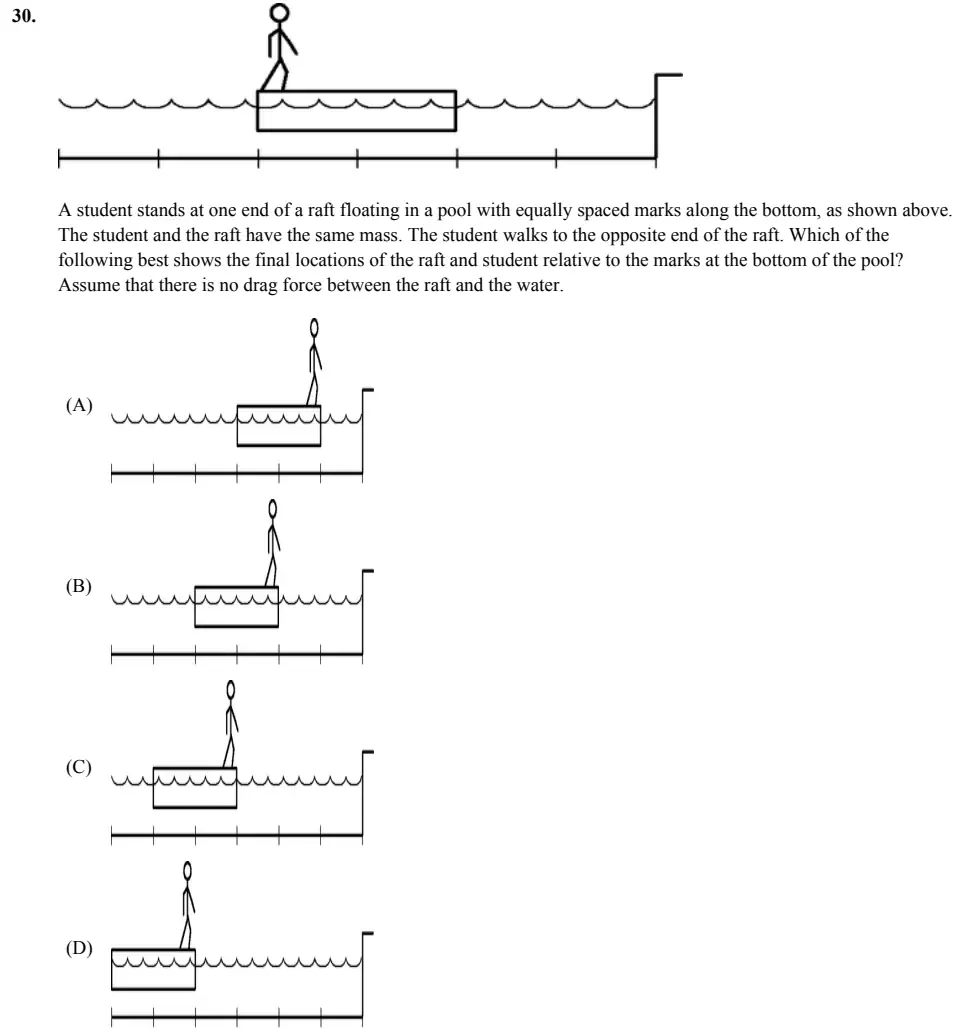 30.
A student stands at one end of a raft floating in a pool with equally spaced marks along the bottom, as shown above.
The student and the raft have the same mass. The student walks to the opposite end of the raft. Which of the
following best shows the final locations of the raft and student relative to the marks at the bottom of the pool?
Assume that there is no drag force between the raft and the water.
(A)
(B)
(C)
(D)